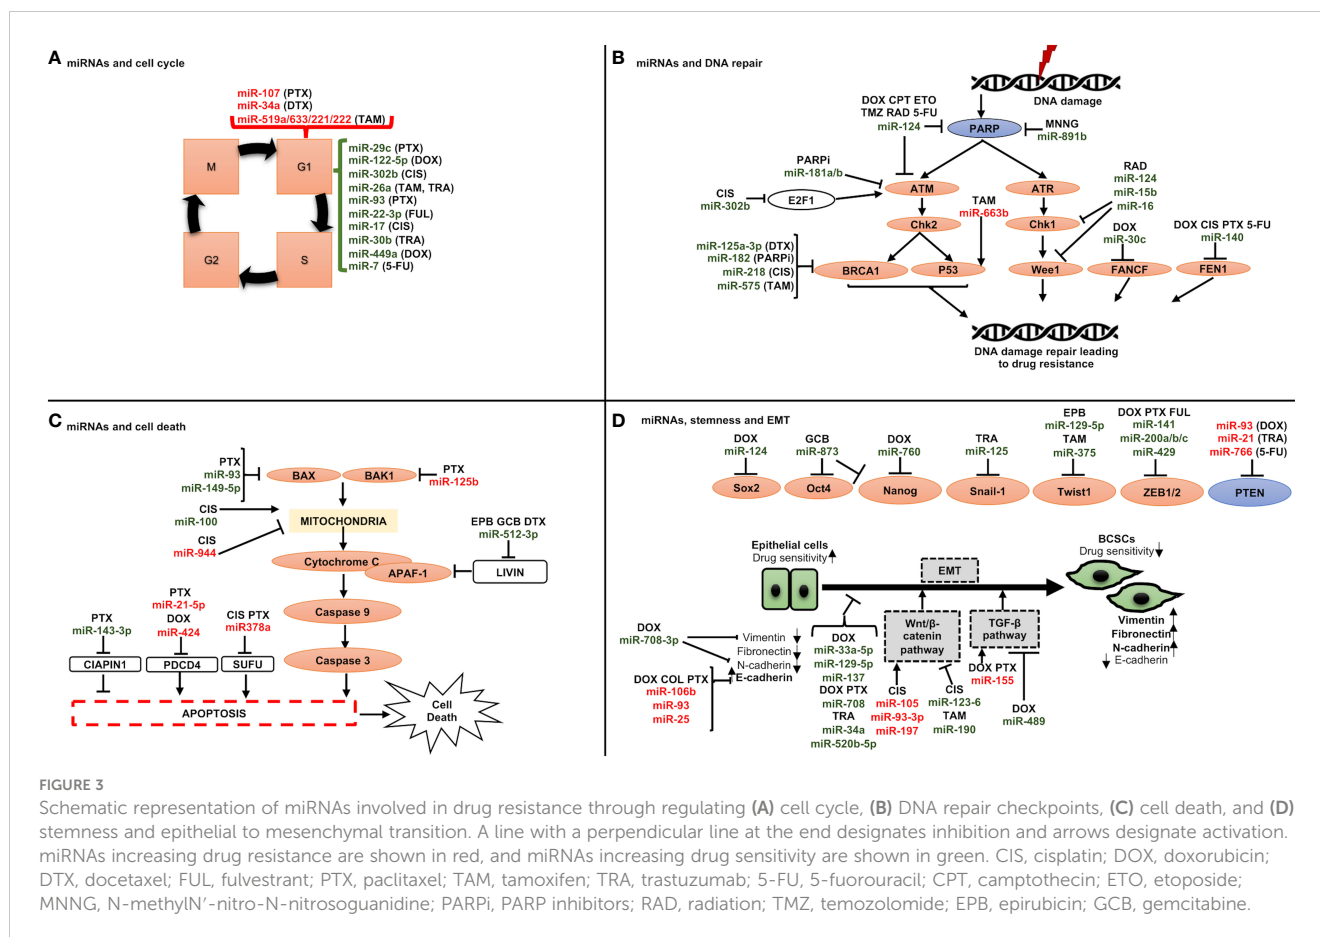 A miRNAs and cell cycle
miR-107 (PTX)
miR-34a (DTX)
miR-519a/633/221/222 (TAM)
M
G1
G2
S
miR-29c (PTX)
miR-122-5p (DOX)
miR-302b (CIS)
miR-26a (TAM, TRA)
miR-93 (PTX)
miR-22-3p (FUL)
miR-17 (CIS)
miR-30b (TRA)
miR-449a (DOX)
miR-7 (5-FU)
B miRNAs and DNA repair
DNA damage
DOX CPT ETO
TMZ RAD 5-FU
miR-124
PARP
MNNG
miR-891b
PARPi
miR-181a/b
CIS
miR-302b
E2F1
ATM
ATR
RAD
miR-124
miR-15b
miR-16
TAM
miR-663b
Chk2
Chk1
DOX
miR-30c
DOX CIS PTX 5-FU
miR-140
miR-125a-3p (DTX)
miR-182 (PARPi)
miR-218 (CIS)
miR-575 (TAM)
BRCA1
P53
Wee1
FANCF
FEN1
DNA damage repair leading
to drug resistance
C miRNAs and cell death
PTX
miR-93
miR-149-5p
BAX
BAK1
PTX
miR-125b
CIS
miR-100
MITOCHONDRIA
CIS
miR-944
EPB GCB DTX
miR-512-3p
Cytochrome C
APAF-1
LIVIN
PTX
miR-143-3p
PTX
miR-21-5p
DOX
miR-424
CIS PTX
miR378a
Caspase 9
CIAPIN1
PDCD4
SUFU
Caspase 3
APOPTOSIS
Cell
Death
D miRNAs, stemness and EMT
DOX
miR-124
Sox2
GCB
miR-873
Oct4
DOX
miR-760
Nanog
TRA
miR-125
Snail-1
EPB
miR-129-5p
TAM
miR-375
Twist1
DOX PTX FUL
miR-141
miR-200a/b/c
miR-429
ZEB1/2
miR-93 (DOX)
miR-21 (TRA)
miR-766 (5-FU)
PTEN
Epithelial cells
Drug sensitivity
EMT
BCSCs
Drug sensitivity
Wnt/β-
catenin
pathway
TGF-β
pathway
Vimentin
Fibronectin
N-cadherin
E-cadherin
DOX
miR-708-3p
Vimentin
Fibronectin
N-cadherin
E-cadherin
DOX COL PTX
miR-106b
miR-93
miR-25
DOX
miR-33a-5p
miR-129-5p
miR-137
DOX PTX
miR-708
TRA
miR-34a
miR-520b-5p
CIS
miR-105
miR-93-3p
miR-197
CIS
miR-123-6
TAM
miR-190
DOX PTX
miR-155
DOX
miR-489
FIGURE 3
Schematic representation of miRNAs involved in drug resistance through regulating (A) cell cycle, (B) DNA repair checkpoints, (C) cell death, and (D)
stemness and epithelial to mesenchymal transition. A line with a perpendicular line at the end designates inhibition and arrows designate activation.
miRNAs increasing drug resistance are shown in red, and miRNAs increasing drug sensitivity are shown in green. CIS, cisplatin; DOX, doxorubicin;
DTX, docetaxel; FUL, fulvestrant; PTX, paclitaxel; TAM, tamoxifen; TRA, trastuzumab; 5-FU, 5-fuorouracil; CPT, camptothecin; ETO, etoposide;
MNNG, N-methylN′-nitro-N-nitrosoguanidine; PARPi, PARP inhibitors; RAD, radiation; TMZ, temozolomide; EPB, epirubicin; GCB, gemcitabine.